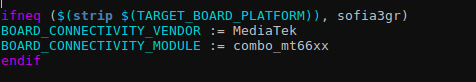 ifneq ($(strip $(TARGET_BOARD_PLATFORM)), sofia3gr)
BOARD_CONNECTIVITY_VENDOR := MediaTek
BOARD_CONNECTIVITY_MODULE := combo_mt66xx
endif